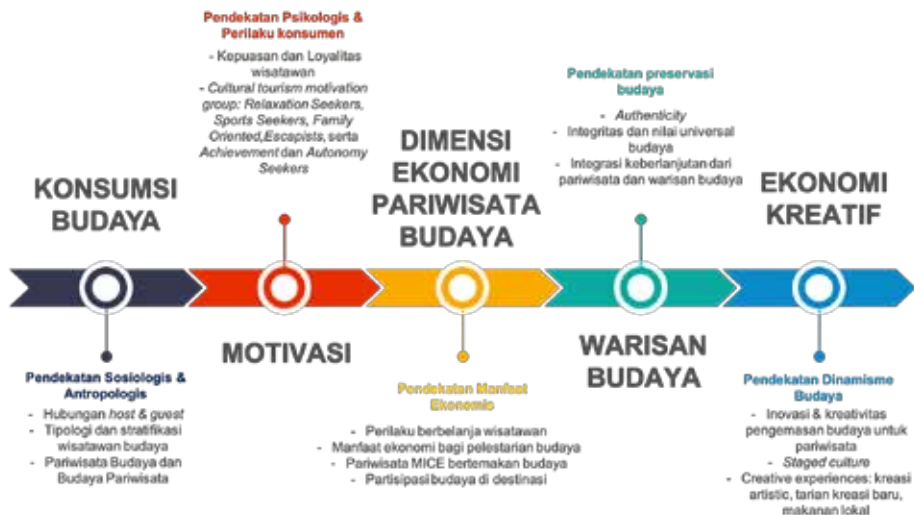 KONSUMSI
BUDAYA
Pendekatan Sosiologis &
Antropologis
- Hubungan host & guest
- Tipologi dan stratifikasi
wisatawan budaya
- Pariwisata Budaya dan
Budaya Pariwisata
Pendekatan Psikologis &
Perilaku konsumen
- Kepuasan dan Loyalitas
wisatawan
- Cultural tourism motivation
group: Relaxation Seekers,
Sports Seekers, Family
Oriented,Escapists, serta
Achievement dan Autonomy
Seekers
MOTIVASI
DIMENSI
EKONOMI
PARIWISATA
BUDAYA
Pendekatan Manfaat
Ekonomio
- Perilaku berbelanja wisatawan
- Manfaat ekonomi bagi pelestarian budaya
- Pariwisata MICE bertemakan budaya
- Partisipasi budaya di destinasi
Pendekatan preservasi
budaya
- Authenticity
- Integritas dan nilai universal
budaya
- Integrasi keberlanjutan dari
pariwisata dan warisan budaya
WARISAN
BUDAYA
EKONOMI
KREATIF
Pendekatan Dinamisme
Budaya
- Inovasi & kreativitas
pengemasan budaya untuk
pariwisata
- Staged culture
- Creative experiences: kreasi
artistic, tarian kreasi baru,
makanan lokal